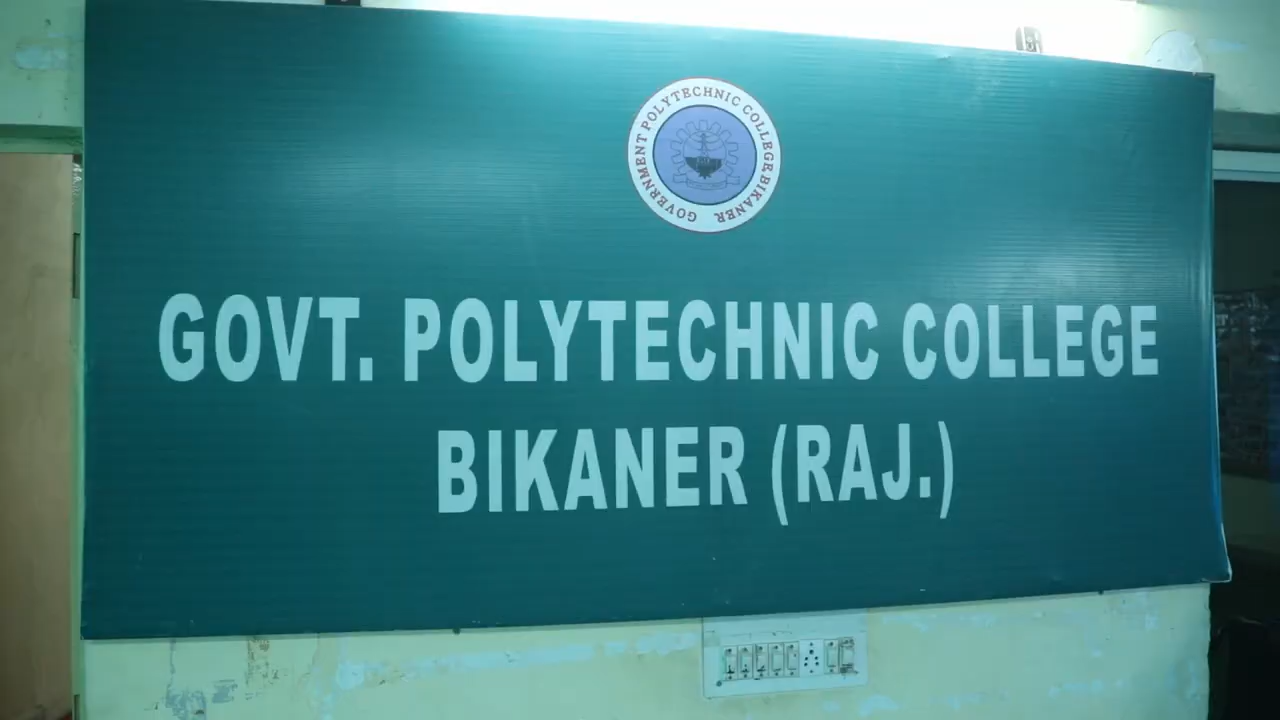 GOVERNMENT POLYTECHNIC COLLEGE BIKANER
GOVT. POLYTECHNIC COLLEGE
BIKANER (RAJ.)